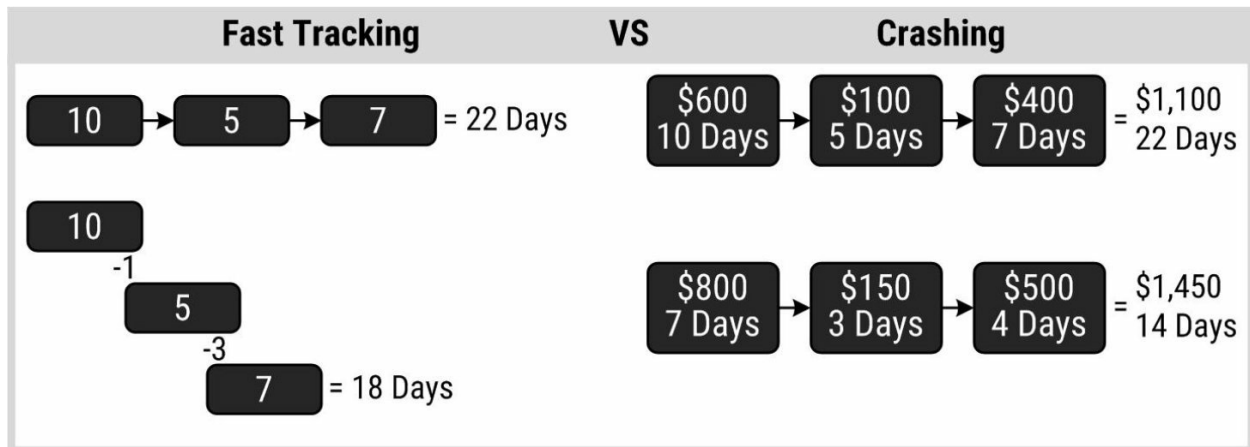 Fast Tracking VS Crashing
10 5 7 = 22 Days
10
-1
5
-3
7 = 18 Days
$600 $100 $400 = $1,100
10 Days 5 Days 7 Days 22 Days
$800 $150 $500 = $1,450
7 Days 3 Days 4 Days 14 Days